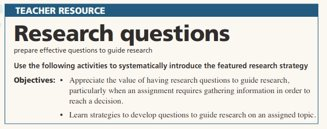 TEACHER RESOURCE
Research questions
prepare effective questions to guide research
Use the following activities to systematically introduce the featured research strategy
Objectives: • Appreciate the value of having research questions to guide research,
particularly when an assignment requires gathering information in order to
reach a decision.
• Learn strategies to develop questions to guide research on an assigned topic.